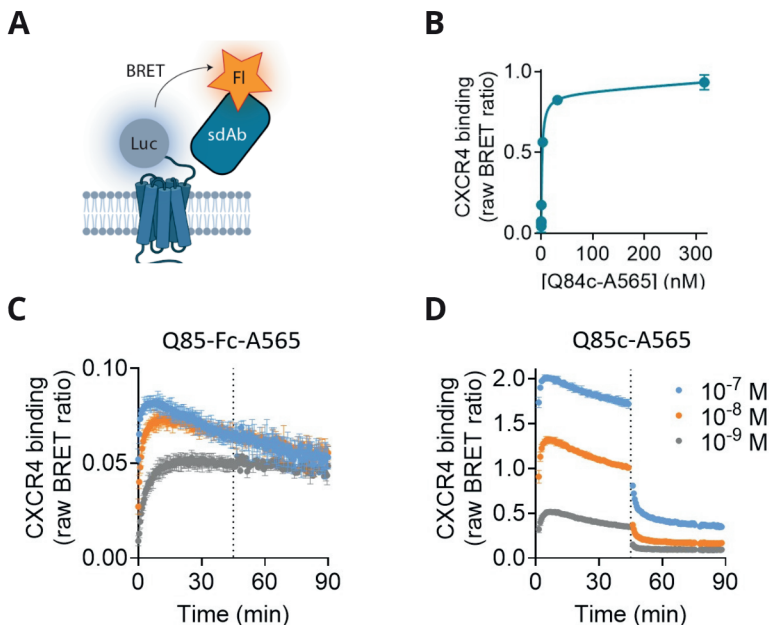 A
BRET
Fl
Luc
sdAb
B
CXCR4 binding
(raw BRET ratio)
1.0
0.5
0.0
0 100 200 300
[Q84c-A565] (nM)
C
Q85-Fc-A565
CXCR4 binding
(raw BRET ratio)
0.10
0.05
0.00
0 30 60 90
Time (min)
D
Q85c-A565
CXCR4 binding
(raw BRET ratio)
2.0
1.5
1.0
0.5
0.0
0 30 60 90
Time (min)
10⁻⁷ M
10⁻⁸ M
10⁻⁹ M